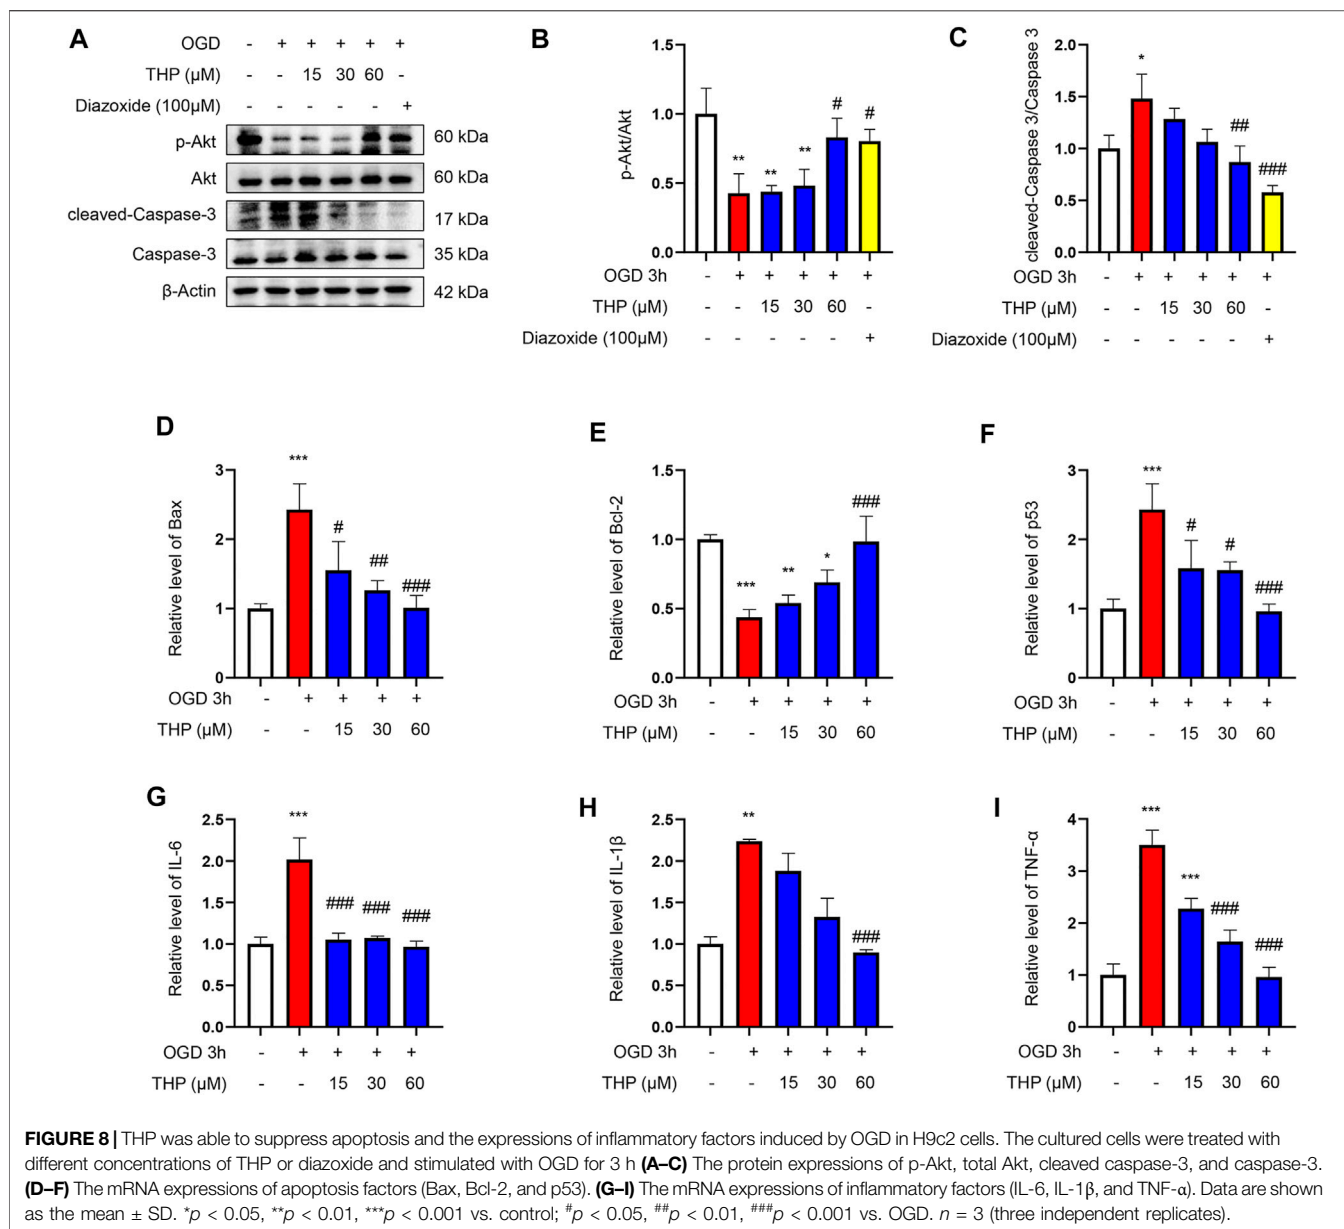 A
OGD - + + + + +
THP (μM) - - 15 30 60 -
Diazoxide (100μM) - - - - - +
p-Akt 60 kDa
Akt 60 kDa
cleaved-Caspase-3 17 kDa
Caspase-3 35 kDa
β-Actin 42 kDa
B
p-Akt/Akt
1.5
1.0
0.5
0.0
** ** ** # #
OGD 3h - + + + + +
THP (μM) - - 15 30 60 -
Diazoxide (100μM) - - - - - +
C
cleaved-Caspase 3/Caspase 3
2.0
1.5
1.0
0.5
0.0
* ## ###
OGD 3h - + + + + +
THP (μM) - - 15 30 60 -
Diazoxide (100μM) - - - - - +
D
Relative level of Bax
3
2
1
0
*** # ## ###
OGD 3h - + + + +
THP (μM) - - 15 30 60
E
Relative level of Bcl-2
1.5
1.0
0.5
0.0
*** ** * ###
OGD 3h - + + + +
THP (μM) - - 15 30 60
F
Relative level of p53
3
2
1
0
*** # # ###
OGD 3h - + + + +
THP (μM) - - 15 30 60
G
Relative level of IL-6
2.5
2.0
1.5
1.0
0.5
0.0
*** ### ### ###
OGD 3h - + + + +
THP (μM) - - 15 30 60
H
Relative level of IL-1β
2.5
2.0
1.5
1.0
0.5
0.0
** ###
OGD 3h - + + + +
THP (μM) - - 15 30 60
I
Relative level of TNF-α
4
3
2
1
0
*** *** ### ###
OGD 3h - + + + +
THP (μM) - - 15 30 60
FIGURE 8 | THP was able to suppress apoptosis and the expressions of inflammatory factors induced by OGD in H9c2 cells. The cultured cells were treated with
different concentrations of THP or diazoxide and stimulated with OGD for 3 h (A–C) The protein expressions of p-Akt, total Akt, cleaved caspase-3, and caspase-3.
(D–F) The mRNA expressions of apoptosis factors (Bax, Bcl-2, and p53). (G–I) The mRNA expressions of inflammatory factors (IL-6, IL-1β, and TNF-α). Data are shown
as the mean ± SD. *p < 0.05, **p < 0.01, ***p < 0.001 vs. control; #p < 0.05, ##p < 0.01, ###p < 0.001 vs. OGD. n = 3 (three independent replicates).